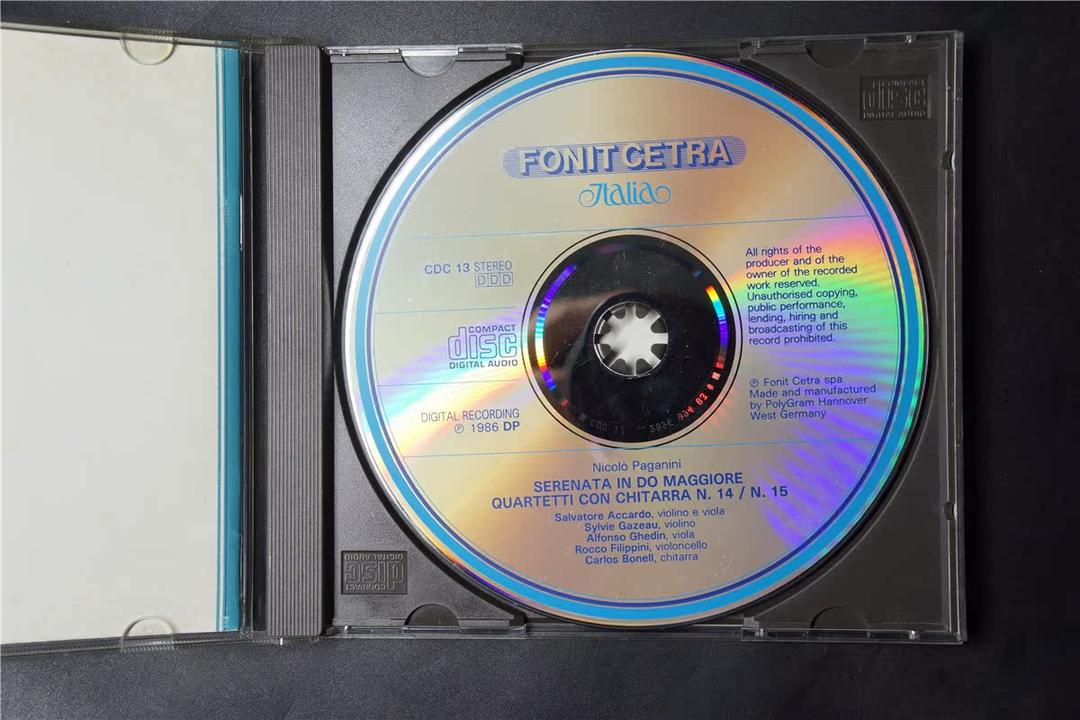 FONIT CETRA
Italia
CDC 13 STEREO
DDD
COMPACT
disc
DIGITAL AUDIO
DIGITAL RECORDING
℗ 1986 DP
All rights of the
producer and of the
owner of the recorded
work reserved.
Unauthorised copying,
public performance,
lending, hiring and
broadcasting of this
record prohibited.
℗ Fonit Cetra spa
Made and manufactured
by PolyGram Hannover
West Germany
Nicolò Paganini
SERENATA IN DO MAGGIORE
QUARTETTI CON CHITARRA N. 14 / N. 15
Salvatore Accardo, violino e viola
Sylvie Gazeau, violino
Alfonso Ghedin, viola
Rocco Filippini, violoncello
Carlos Bonell, chitarra
COMPACT
disc
DIGITAL AUDIO
COMPACT
disc
DIGITAL AUDIO